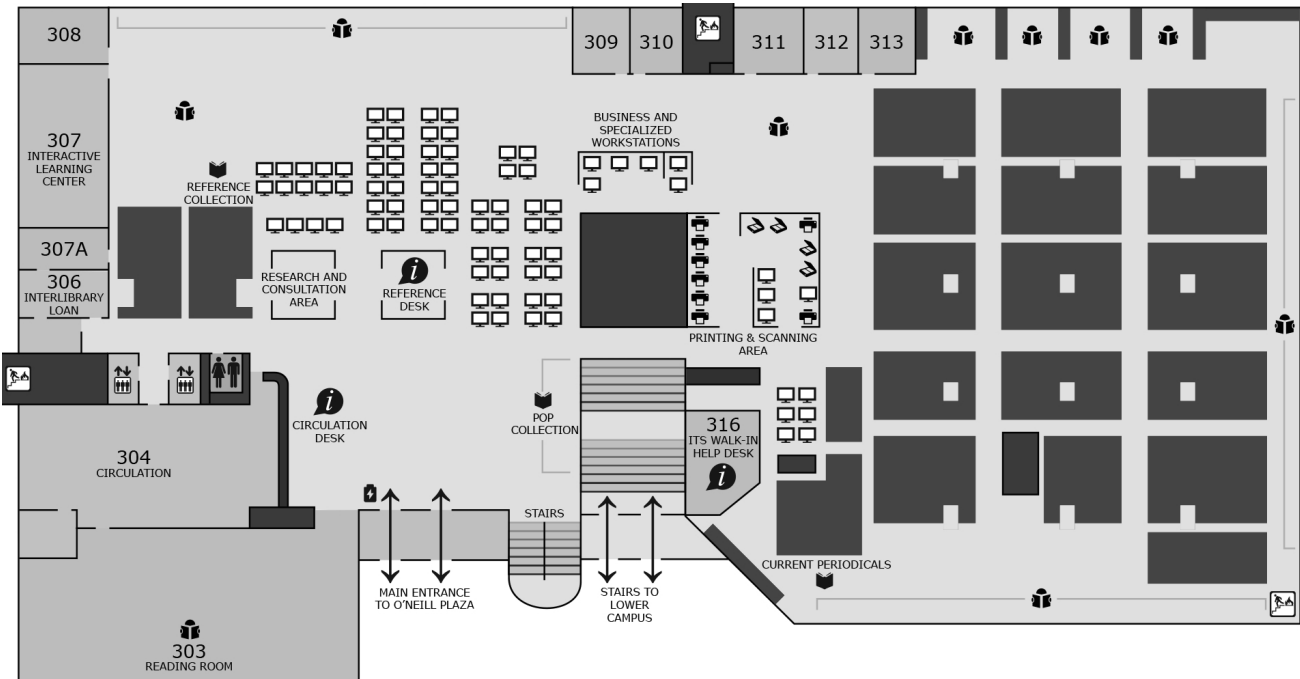 308
309
310
311
312
313
307
INTERACTIVE
LEARNING
CENTER
REFERENCE
COLLECTION
BUSINESS AND
SPECIALIZED
WORKSTATIONS
307A
306
INTERLIBRARY
LOAN
RESEARCH AND
CONSULTATION
AREA
REFERENCE
DESK
PRINTING & SCANNING
AREA
CIRCULATION
DESK
POP
COLLECTION
316
ITS WALK-IN
HELP DESK
304
CIRCULATION
STAIRS
MAIN ENTRANCE
TO O'NEILL PLAZA
STAIRS TO
LOWER
CAMPUS
CURRENT PERIODICALS
303
READING ROOM